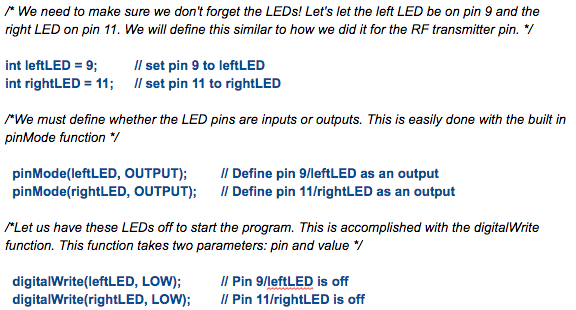 /* We need to make sure we don't forget the LEDs! Let's let the left LED be on pin 9 and the
right LED on pin 11. We will define this similar to how we did it for the RF transmitter pin. */
int leftLED = 9; // set pin 9 to leftLED
int rightLED = 11; // set pin 11 to rightLED
/*We must define whether the LED pins are inputs or outputs. This is easily done with the built in
pinMode function */
pinMode(leftLED, OUTPUT); // Define pin 9/leftLED as an output
pinMode(rightLED, OUTPUT); // Define pin 11/rightLED as an output
/*Let us have these LEDs off to start the program. This is accomplished with the digitalWrite
function. This function takes two parameters: pin and value */
digitalWrite(leftLED, LOW); // Pin 9/leftLED is off
digitalWrite(rightLED, LOW); // Pin 11/rightLED is off